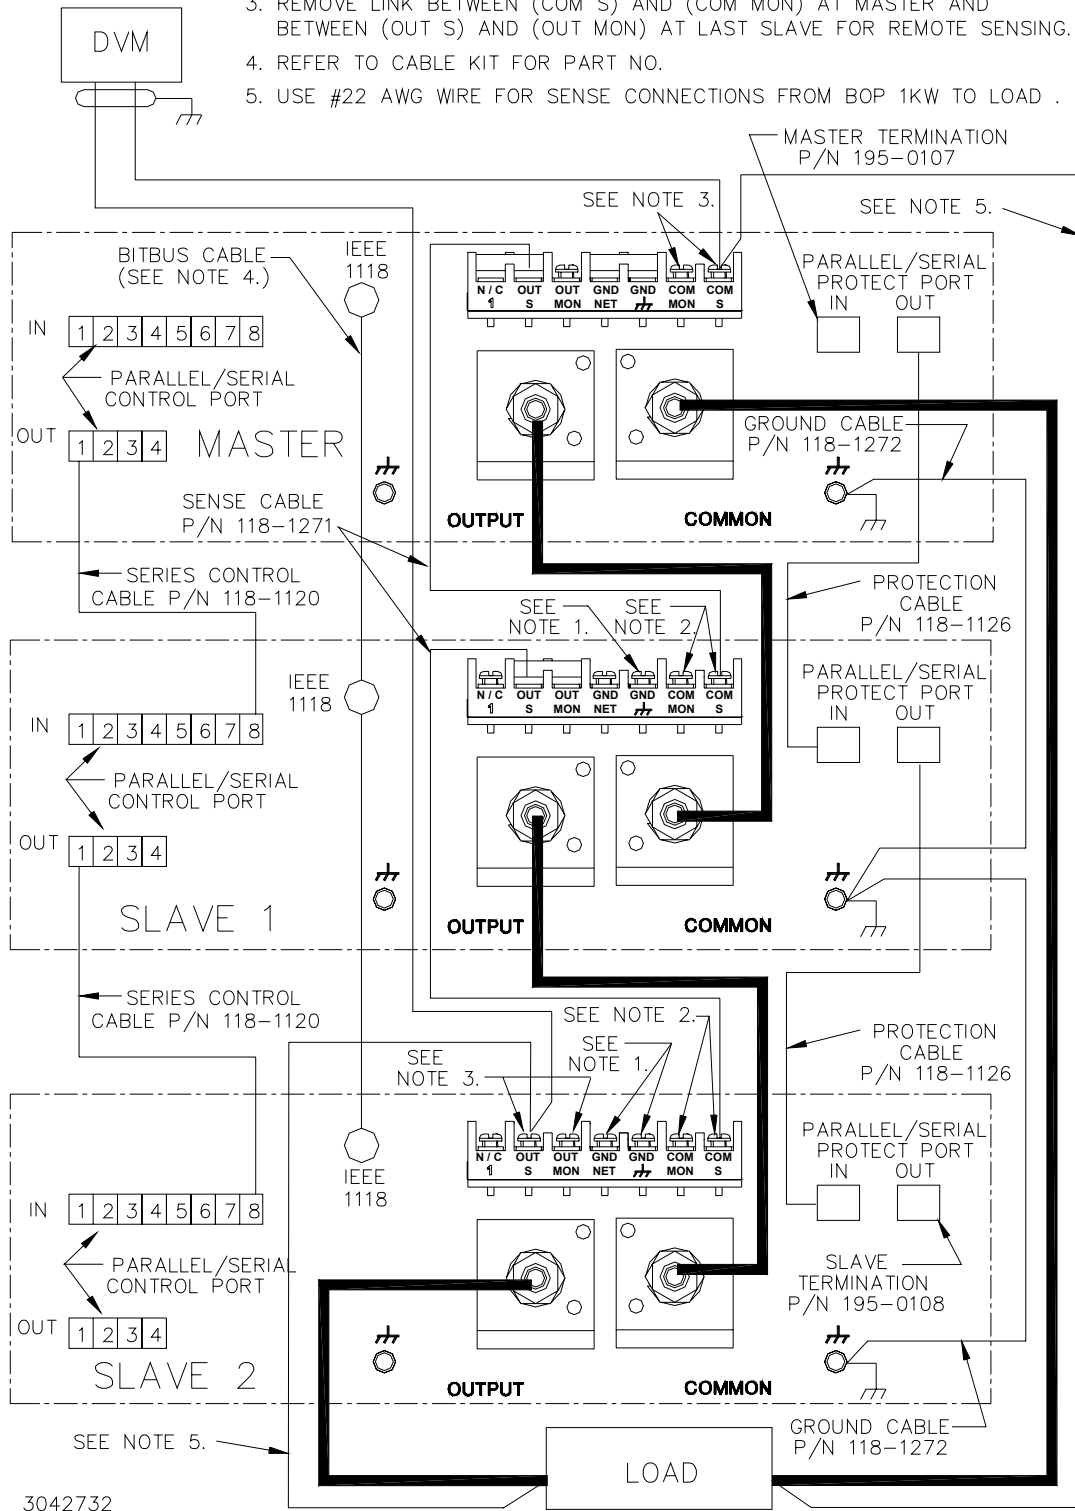 3. REMOVE LINK BETWEEN (COM S) AND (COM MON) AT MASTER AND
BETWEEN (OUT S) AND (OUT MON) AT LAST SLAVE FOR REMOTE SENSING.
4. REFER TO CABLE KIT FOR PART NO.
5. USE #22 AWG WIRE FOR SENSE CONNECTIONS FROM BOP 1KW TO LOAD .
DVM
MASTER TERMINATION
P/N 195-0107
SEE NOTE 3.
SEE NOTE 5.
BITBUS CABLE
(SEE NOTE 4.)
IEEE
1118
N / C OUT OUT GND GND COM COM
1 S MON NET MON S
PARALLEL/SERIAL
PROTECT PORT
IN OUT
IN 1 2 3 4 5 6 7 8
PARALLEL/SERIAL
CONTROL PORT
OUT 1 2 3 4
MASTER
GROUND CABLE
P/N 118-1272
SENSE CABLE
P/N 118-1271
OUTPUT COMMON
SERIES CONTROL
CABLE P/N 118-1120
SEE
NOTE 1.
SEE
NOTE 2.
PROTECTION
CABLE
P/N 118-1126
IEEE
1118
N / C OUT OUT GND GND COM COM
1 S MON NET MON S
PARALLEL/SERIAL
PROTECT PORT
IN OUT
IN 1 2 3 4 5 6 7 8
PARALLEL/SERIAL
CONTROL PORT
OUT 1 2 3 4
SLAVE 1
OUTPUT COMMON
SERIES CONTROL
CABLE P/N 118-1120
SEE NOTE 2.
SEE
NOTE 1.
SEE
NOTE 3.
PROTECTION
CABLE
P/N 118-1126
N / C OUT OUT GND GND COM COM
1 S MON NET MON S
PARALLEL/SERIAL
PROTECT PORT
IN OUT
IEEE
1118
IN 1 2 3 4 5 6 7 8
PARALLEL/SERIAL
CONTROL PORT
OUT 1 2 3 4
SLAVE
TERMINATION
P/N 195-0108
SLAVE 2
OUTPUT COMMON
GROUND CABLE
P/N 118-1272
SEE NOTE 5.
LOAD
3042732